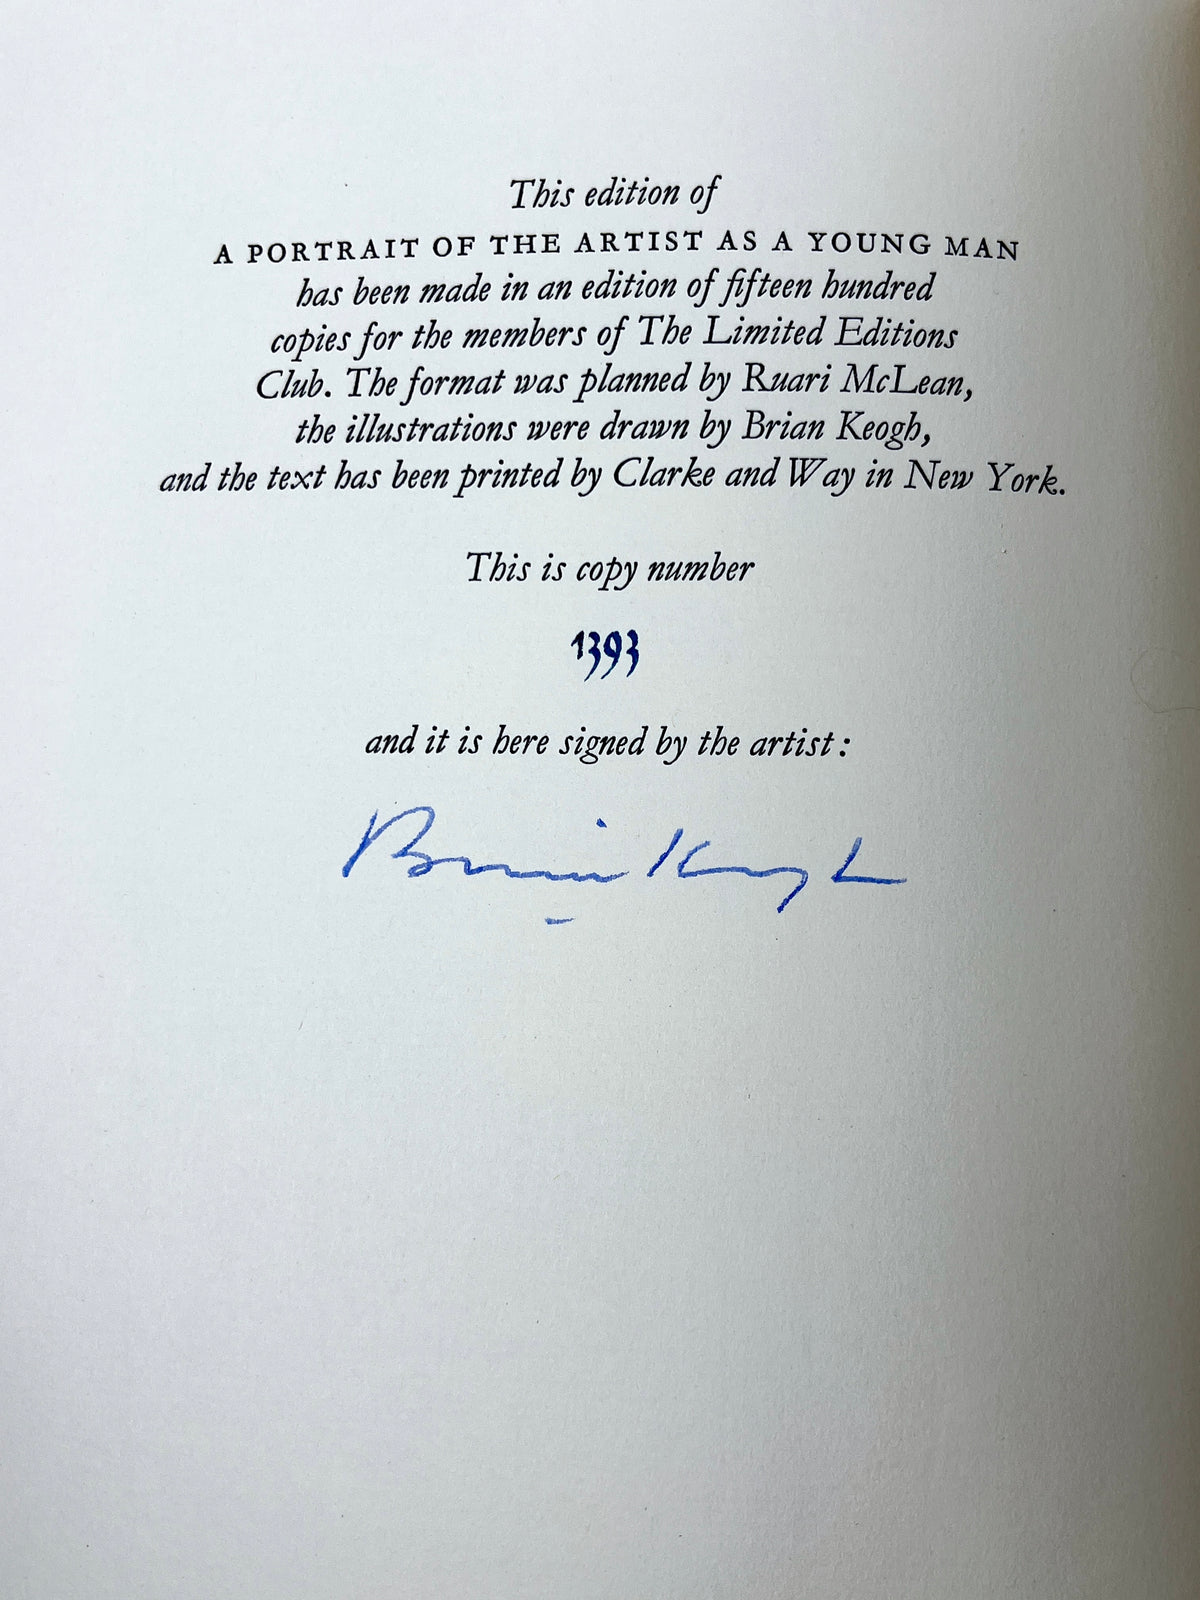 This edition of
A PORTRAIT OF THE ARTIST AS A YOUNG MAN
has been made in an edition of fifteen hundred
copies for the members of The Limited Editions
Club. The format was planned by Ruari McLean,
the illustrations were drawn by Brian Keogh,
and the text has been printed by Clarke and Way in New York.
This is copy number
1393
and it is here signed by the artist:
Brian Keogh